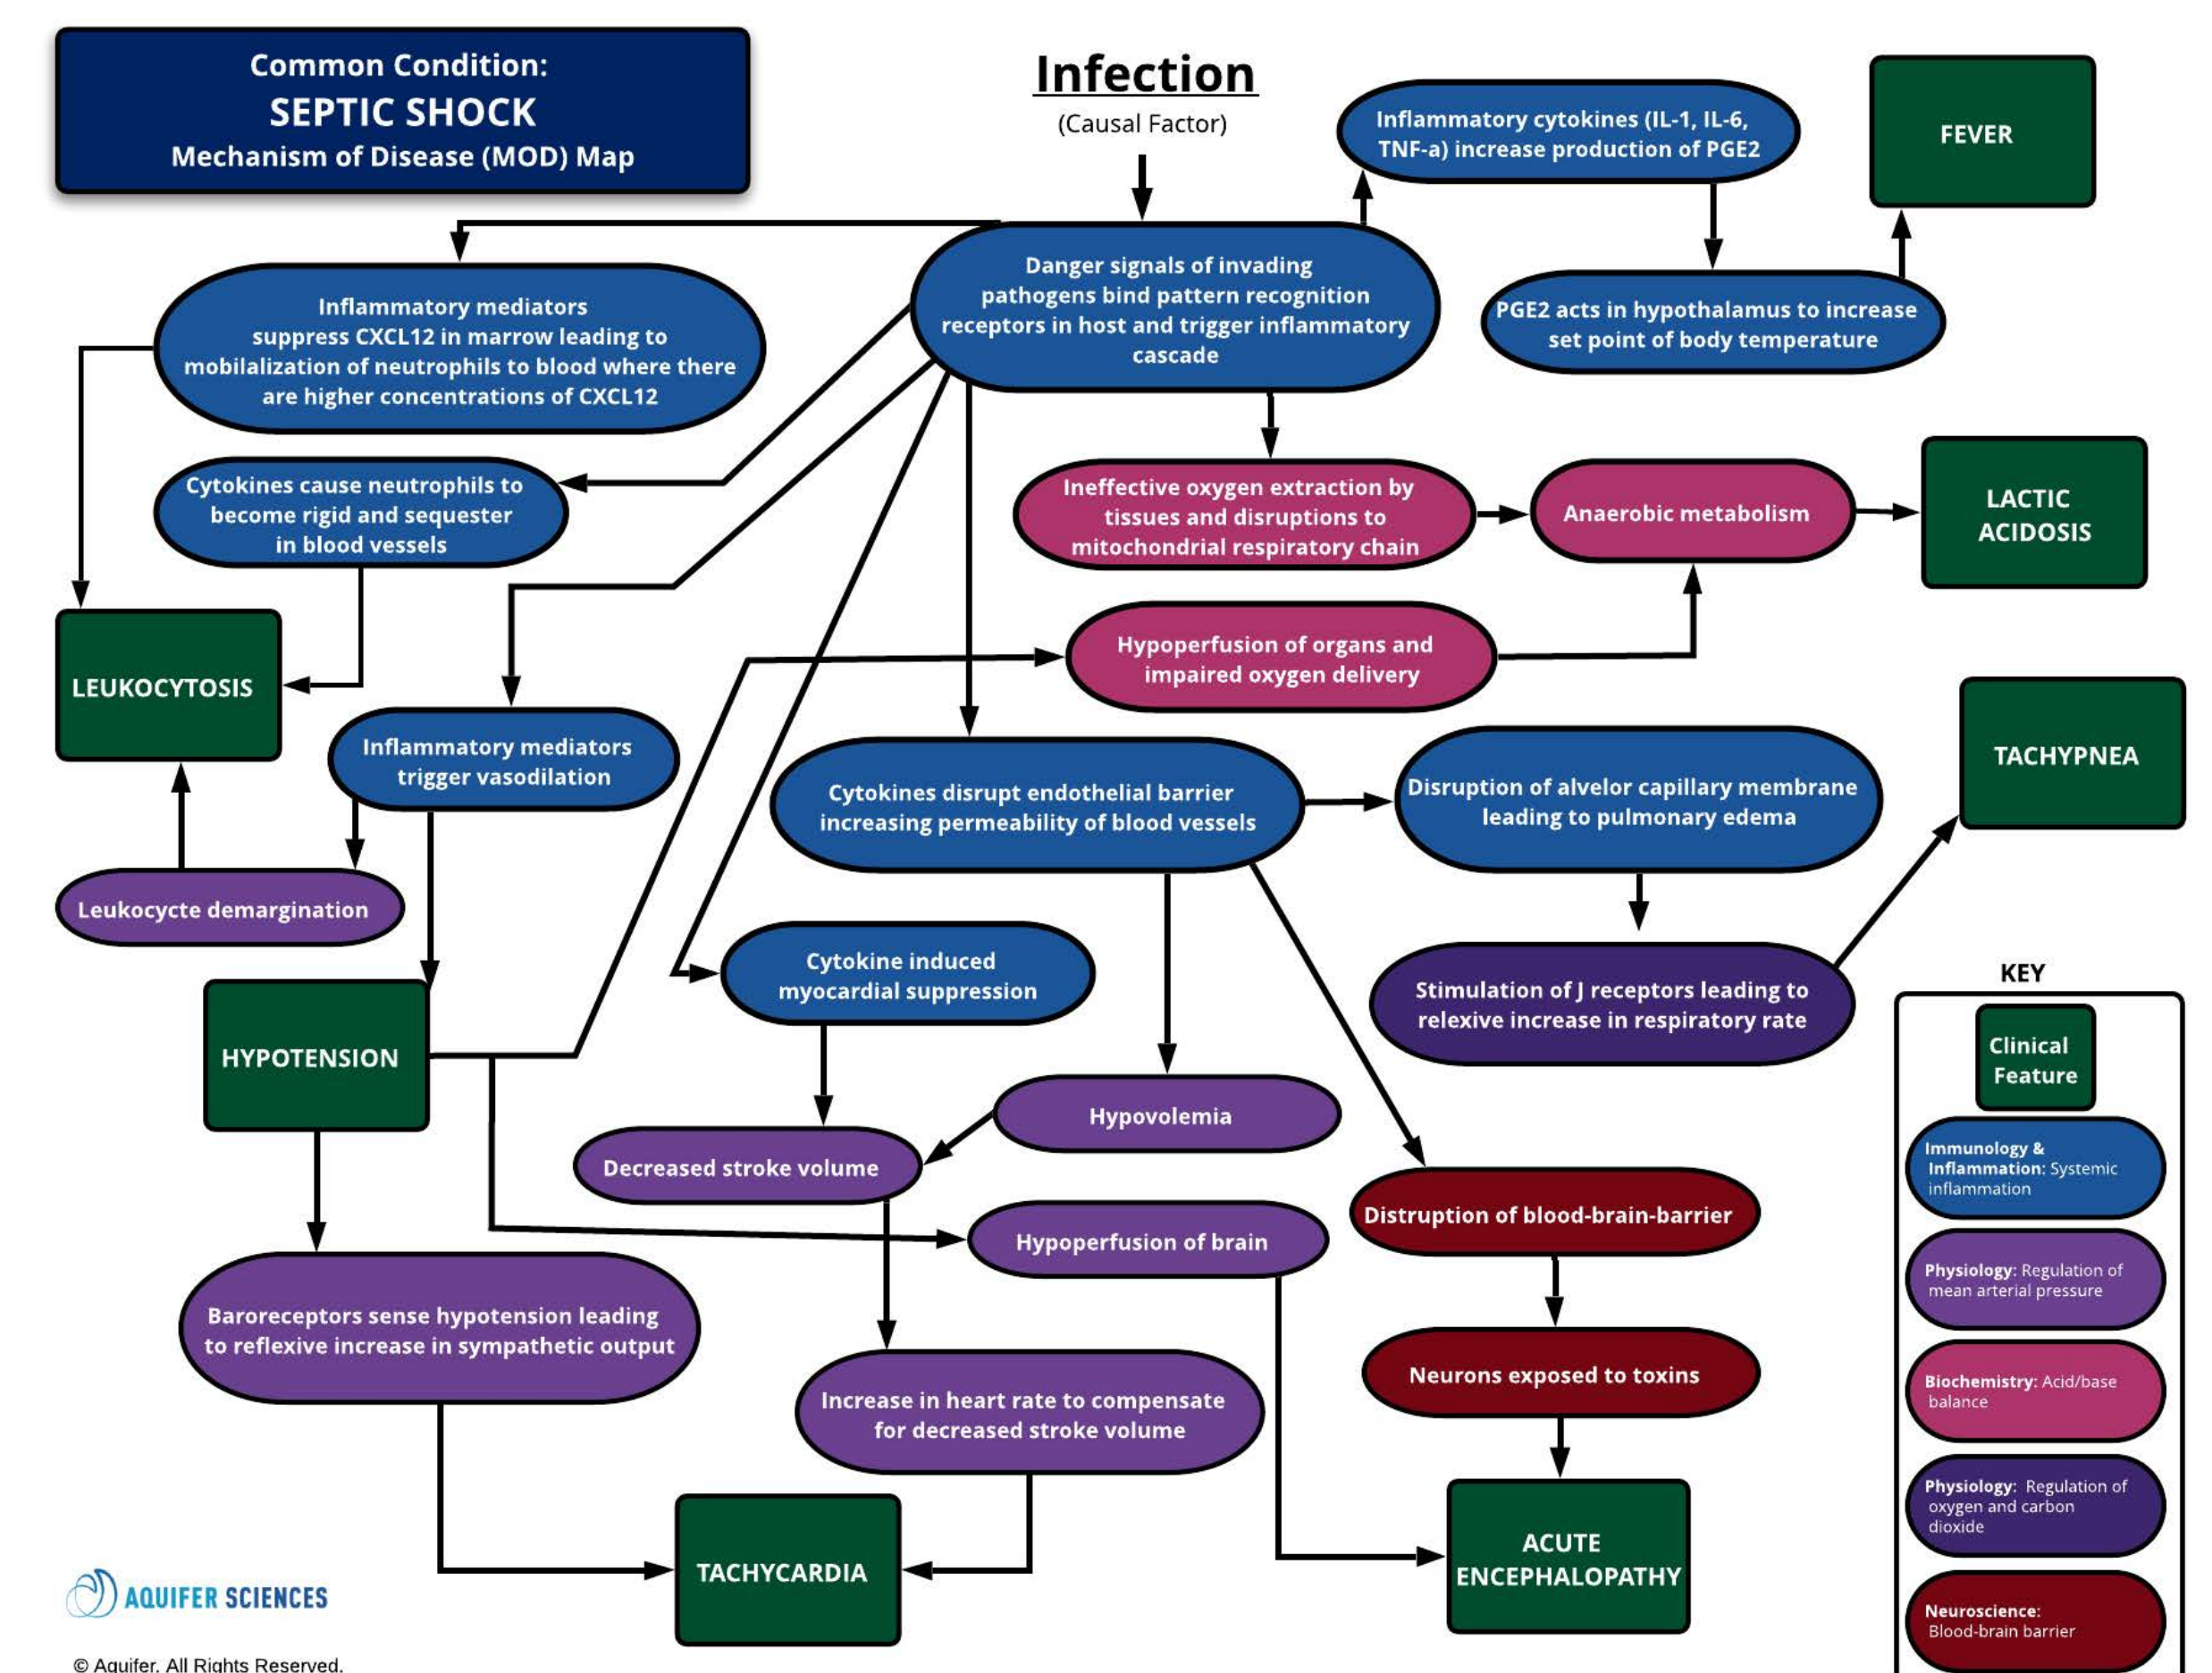 Common Condition:
SEPTIC SHOCK
Mechanism of Disease (MOD) Map
Infection
(Causal Factor)
Inflammatory cytokines (IL-1, IL-6,
TNF-a) increase production of PGE2
FEVER
Danger signals of invading
pathogens bind pattern recognition
receptors in host and trigger inflammatory
cascade
PGE2 acts in hypothalamus to increase
set point of body temperature
Inflammatory mediators
suppress CXCL12 in marrow leading to
mobilalization of neutrophils to blood where there
are higher concentrations of CXCL12
Cytokines cause neutrophils to
become rigid and sequester
in blood vessels
Ineffective oxygen extraction by
tissues and disruptions to
mitochondrial respiratory chain
Anaerobic metabolism
LACTIC
ACIDOSIS
Hypoperfusion of organs and
impaired oxygen delivery
LEUKOCYTOSIS
Inflammatory mediators
trigger vasodilation
TACHYPNEA
Cytokines disrupt endothelial barrier
increasing permeability of blood vessels
Disruption of alvelor capillary membrane
leading to pulmonary edema
Leukocycte demargination
Cytokine induced
myocardial suppression
Stimulation of J receptors leading to
relexive increase in respiratory rate
HYPOTENSION
Hypovolemia
Decreased stroke volume
Distruption of blood-brain-barrier
Hypoperfusion of brain
Baroreceptors sense hypotension leading
to reflexive increase in sympathetic output
Neurons exposed to toxins
Increase in heart rate to compensate
for decreased stroke volume
TACHYCARDIA
ACUTE
ENCEPHALOPATHY
KEY
Clinical
Feature
Immunology &
Inflammation: Systemic
inflammation
Physiology: Regulation of
mean arterial pressure
Biochemistry: Acid/base
balance
Physiology: Regulation of
oxygen and carbon
dioxide
Neuroscience:
Blood-brain barrier
AQUIFER SCIENCES
© Aquifer. All Rights Reserved.